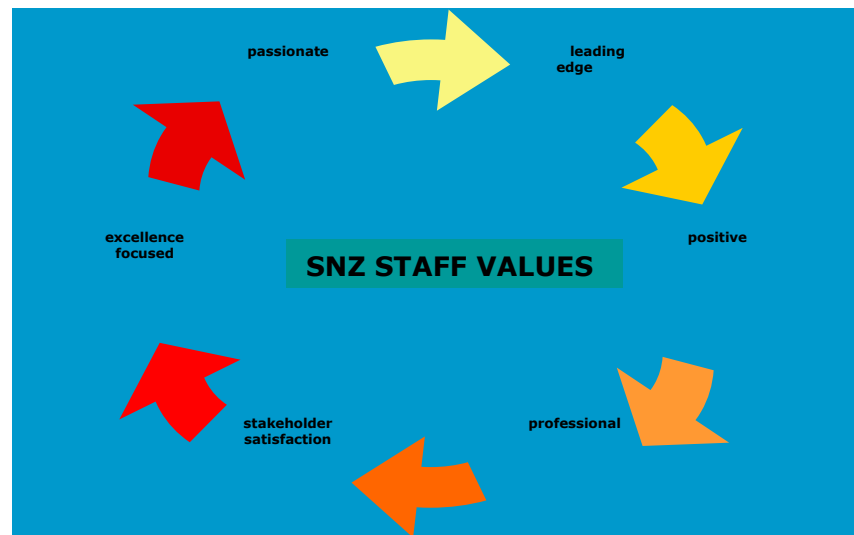 passionate
leading
edge
positive
excellence
focused
SNZ STAFF VALUES
stakeholder
satisfaction
professional